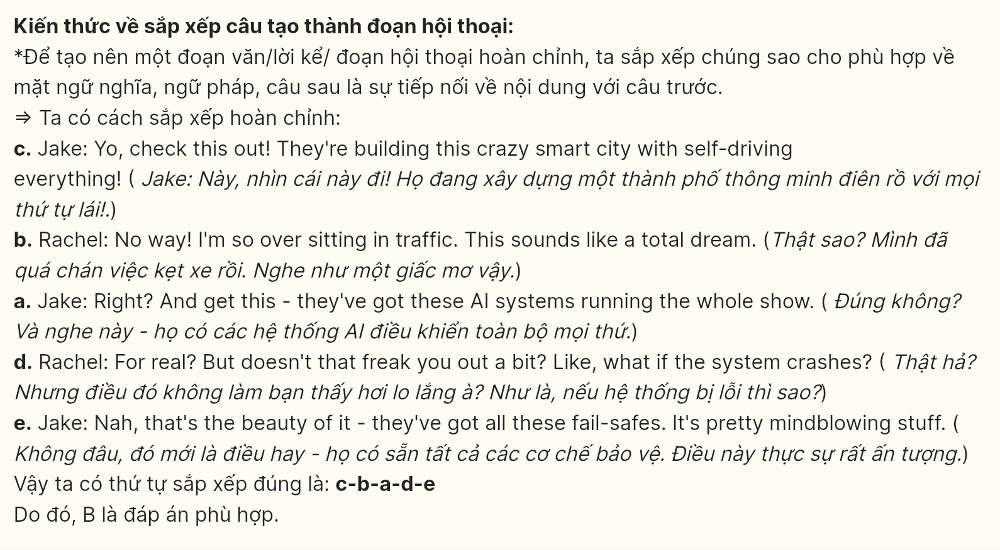 Kiến thức về sắp xếp câu tạo thành đoạn hội thoại:
*Để tạo nên một đoạn văn/lời kể/ đoạn hội thoại hoàn chỉnh, ta sắp xếp chúng sao cho phù hợp về
mặt ngữ nghĩa, ngữ pháp, câu sau là sự tiếp nối về nội dung với câu trước.
⇒ Ta có cách sắp xếp hoàn chỉnh:
c. Jake: Yo, check this out! They're building this crazy smart city with self-driving
everything! ( Jake: Này, nhìn cái này đi! Họ đang xây dựng một thành phố thông minh điên rồ với mọi
thứ tự lái!.)
b. Rachel: No way! I'm so over sitting in traffic. This sounds like a total dream. (Thật sao? Mình đã
quá chán việc kẹt xe rồi. Nghe như một giấc mơ vậy.)
a. Jake: Right? And get this - they've got these AI systems running the whole show. ( Đúng không?
Và nghe này - họ có các hệ thống AI điều khiển toàn bộ mọi thứ.)
d. Rachel: For real? But doesn't that freak you out a bit? Like, what if the system crashes? ( Thật hả?
Nhưng điều đó không làm bạn thấy hơi lo lắng à? Như là, nếu hệ thống bị lỗi thì sao?)
e. Jake: Nah, that's the beauty of it - they've got all these fail-safes. It's pretty mindblowing stuff. (
Không đâu, đó mới là điều hay - họ có sẵn tất cả các cơ chế bảo vệ. Điều này thực sự rất ấn tượng.)
Vậy ta có thứ tự sắp xếp đúng là: c-b-a-d-e
Do đó, B là đáp án phù hợp.